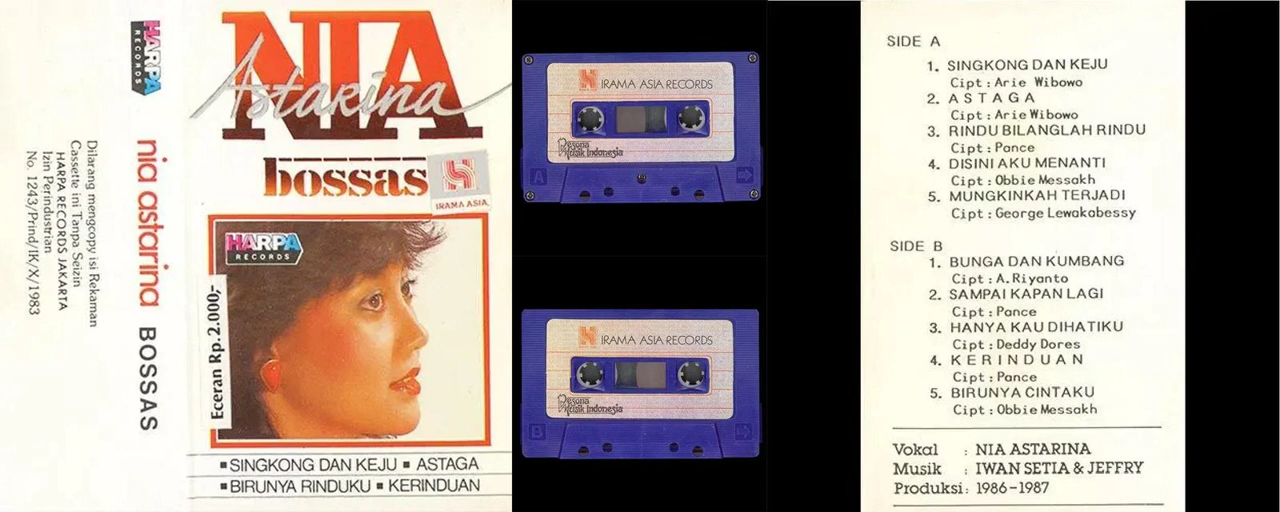 HARPA
RECORDS
nia astarina BOSSAS
Dilarang mengcopy isi Rekaman
Cassette ini Tanpa Seizin
HARPA RECORDS JAKARTA
Izin Perindustrian
No. 1243/Prind/IK/X/1983
NIA
Astarina
bossas
IRAMA ASIA
HARPA
RECORDS
Eceran Rp.2.000,-
▪ SINGKONG DAN KEJU ▪ ASTAGA
▪ BIRUNYA RINDUKU ▪ KERINDUAN
IRAMA ASIA RECORDS
Pesona
Musik Indonesia
A
IRAMA ASIA RECORDS
Pesona
Musik Indonesia
B
SIDE A
1. SINGKONG DAN KEJU
Cipt : Arie Wibowo
2. A S T A G A
Cipt : Arie Wibowo
3. RINDU BILANGLAH RINDU
Cipt : Pance
4. DISINI AKU MENANTI
Cipt : Obbie Messakh
5. MUNGKINKAH TERJADI
Cipt : George Lewakabessy
SIDE B
1. BUNGA DAN KUMBANG
Cipt : A.Riyanto
2. SAMPAI KAPAN LAGI
Cipt : Pance
3. HANYA KAU DIHATIKU
Cipt : Deddy Dores
4. K E R I N D U A N
Cipt : Pance
5. BIRUNYA CINTAKU
Cipt : Obbie Messakh
Vokal : NIA ASTARINA
Musik : IWAN SETIA & JEFFRY
Produksi : 1986-1987